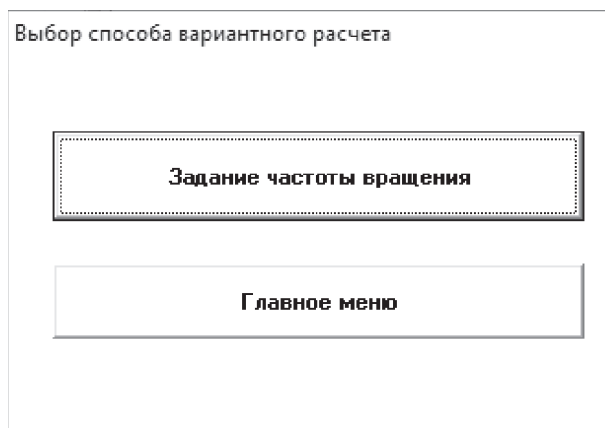 Выбор способа вариантного расчета
Задание частоты вращения
Главное меню